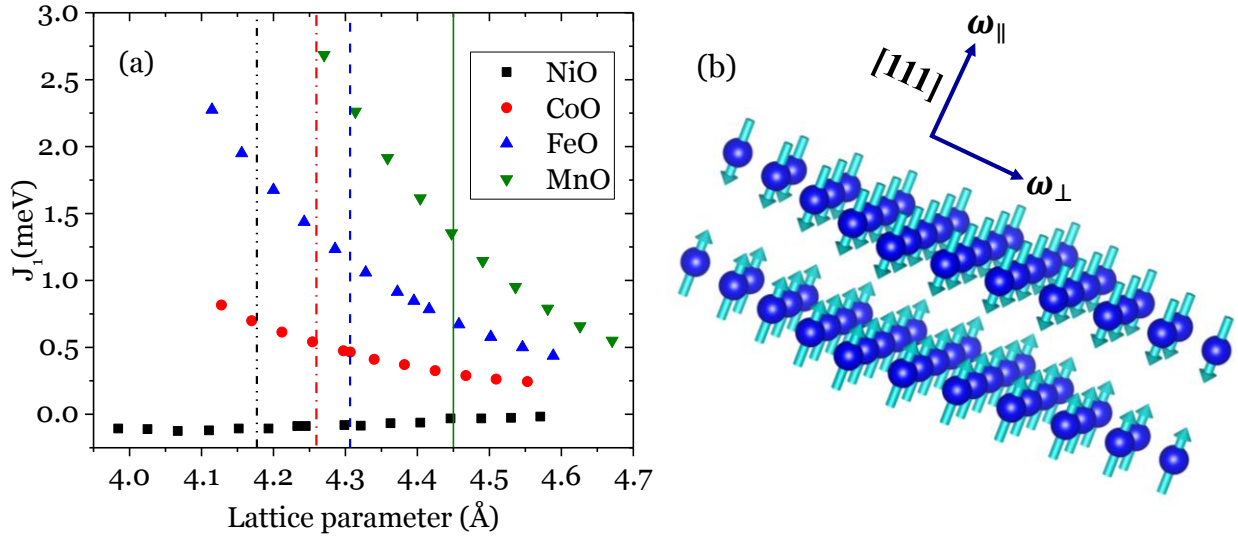 (a)
NiO
CoO
FeO
MnO
J₁(meV)
3.0
2.5
2.0
1.5
1.0
0.5
0.0
4.0 4.1 4.2 4.3 4.4 4.5 4.6 4.7
Lattice parameter (Å)
(b)
ω∥
[111]
ω⊥